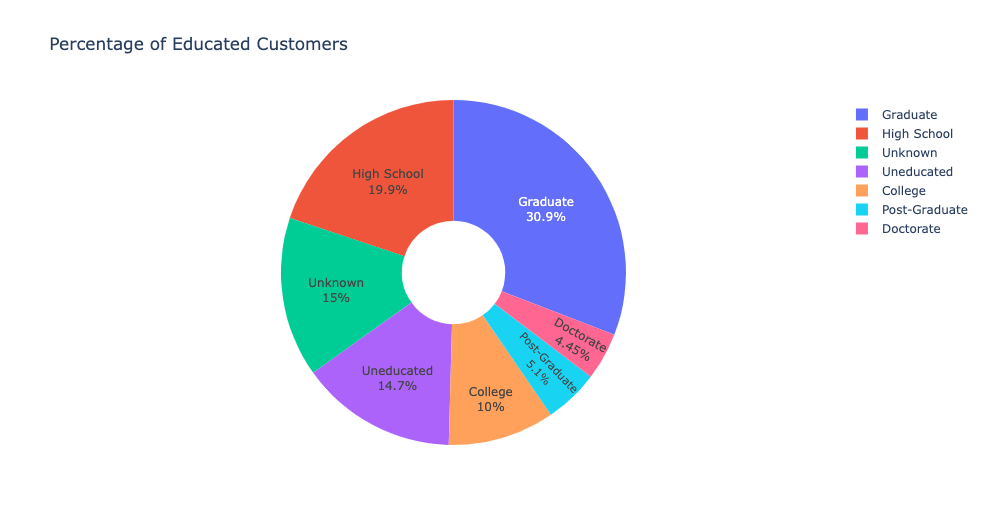 Percentage of Educated Customers
High School
19.9%
Graduate
30.9%
Unknown
15%
Uneducated
14.7%
College
10%
Post-Graduate
5.1%
Doctorate
4.45%
Graduate
High School
Unknown
Uneducated
College
Post-Graduate
Doctorate